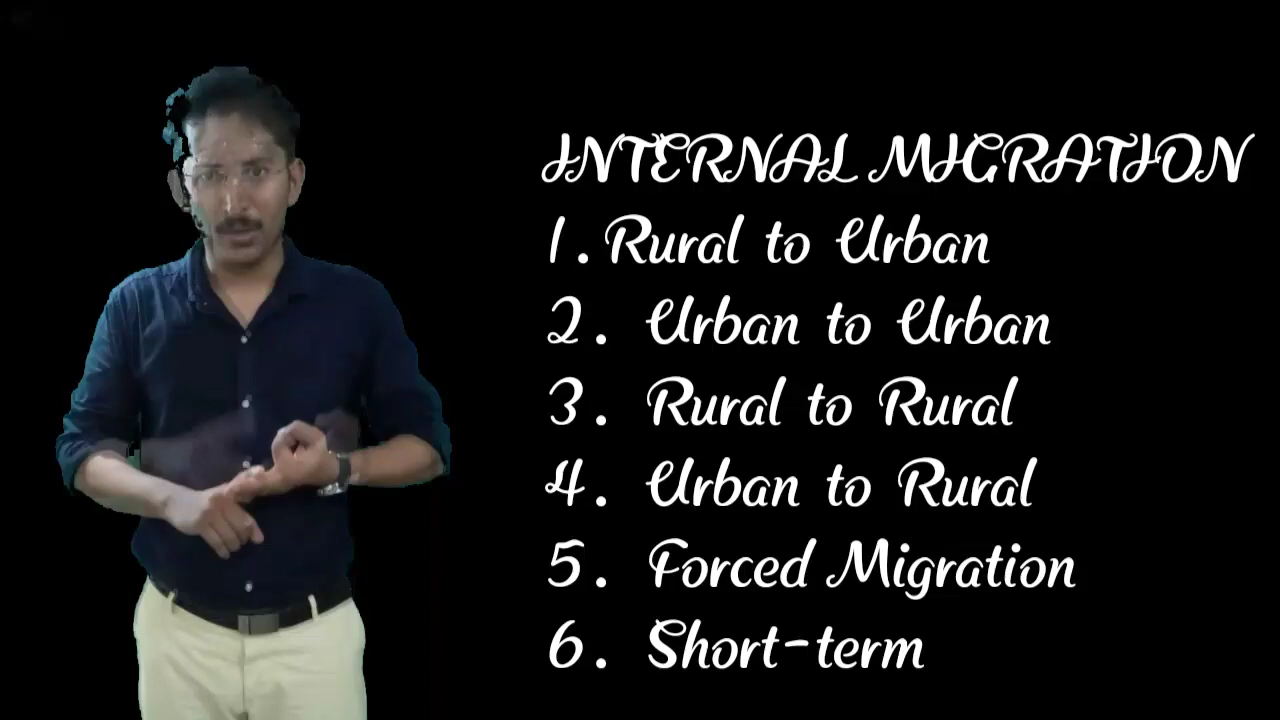 INTERNAL MIGRATION
1. Rural to Urban
2. Urban to Urban
3. Rural to Rural
4. Urban to Rural
5. Forced Migration
6. Short-term